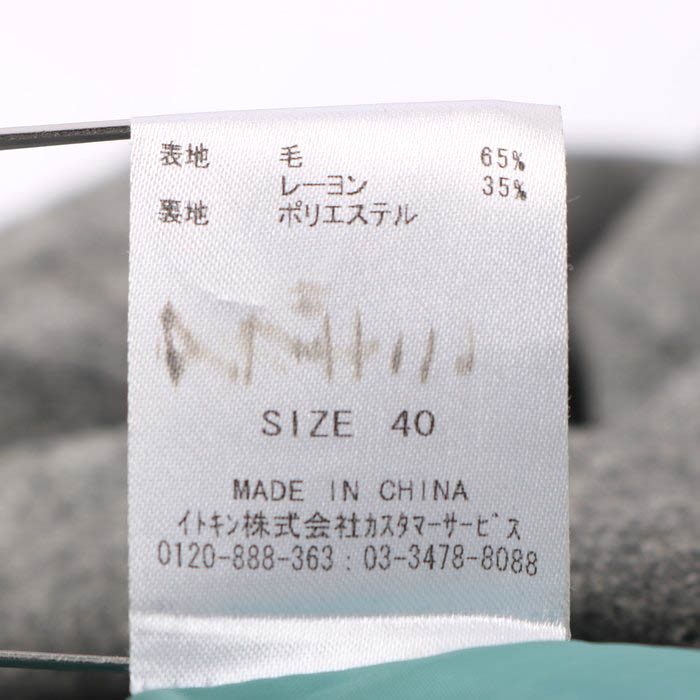 表地 毛 65%
レーヨン 35%
裏地 ポリエステル
SIZE 40
MADE IN CHINA
イトキン株式会社カスタマーサービス
0120-888-363 : 03-3478-8088